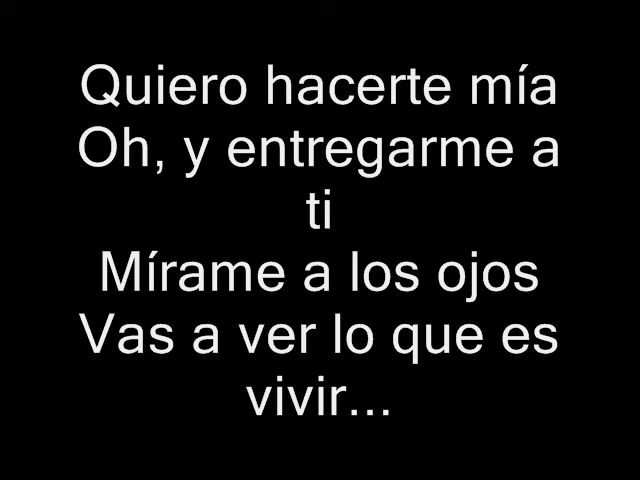 Quiero hacerte mía
Oh, y entregarme a
ti
Mírame a los ojos
Vas a ver lo que es
vivir...